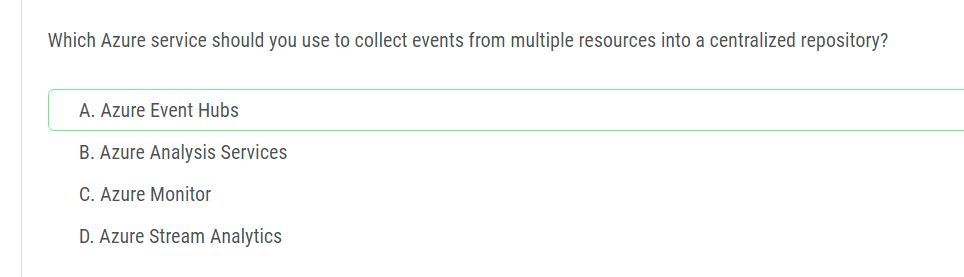 Which Azure service should you use to collect events from multiple resources into a centralized repository?
A. Azure Event Hubs
B. Azure Analysis Services
C. Azure Monitor
D. Azure Stream Analytics